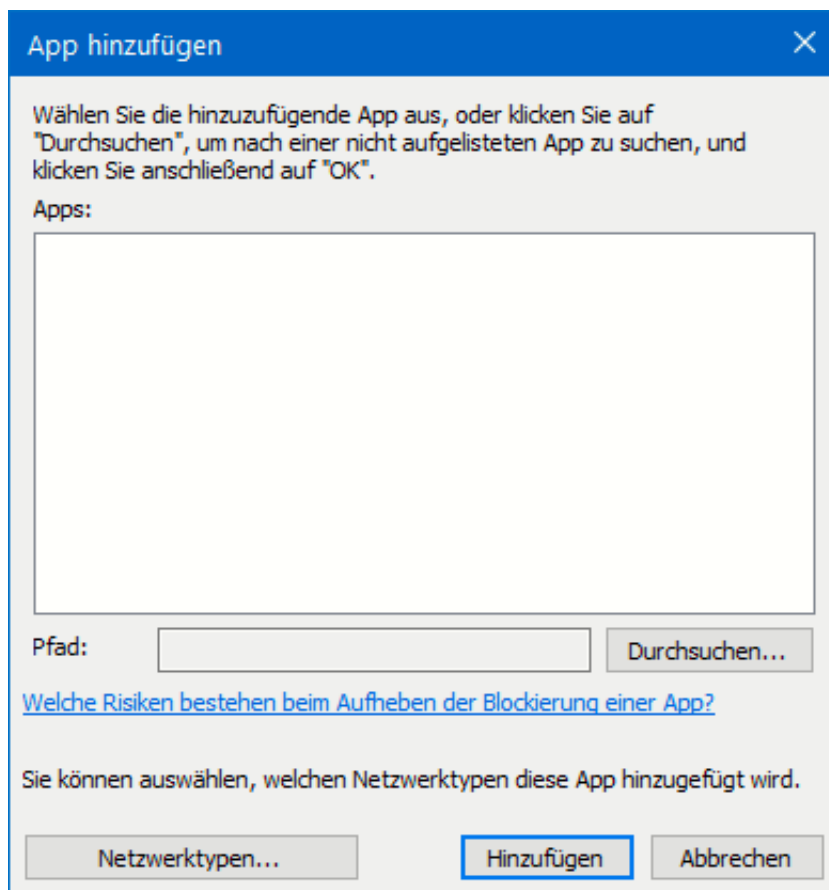 App hinzufügen
Wählen Sie die hinzuzufügende App aus, oder klicken Sie auf
"Durchsuchen", um nach einer nicht aufgelisteten App zu suchen, und
klicken Sie anschließend auf "OK".
Apps:
Pfad:
Durchsuchen...
Welche Risiken bestehen beim Aufheben der Blockierung einer App?
Sie können auswählen, welchen Netzwerktypen diese App hinzugefügt wird.
Netzwerktypen...
Hinzufügen
Abbrechen